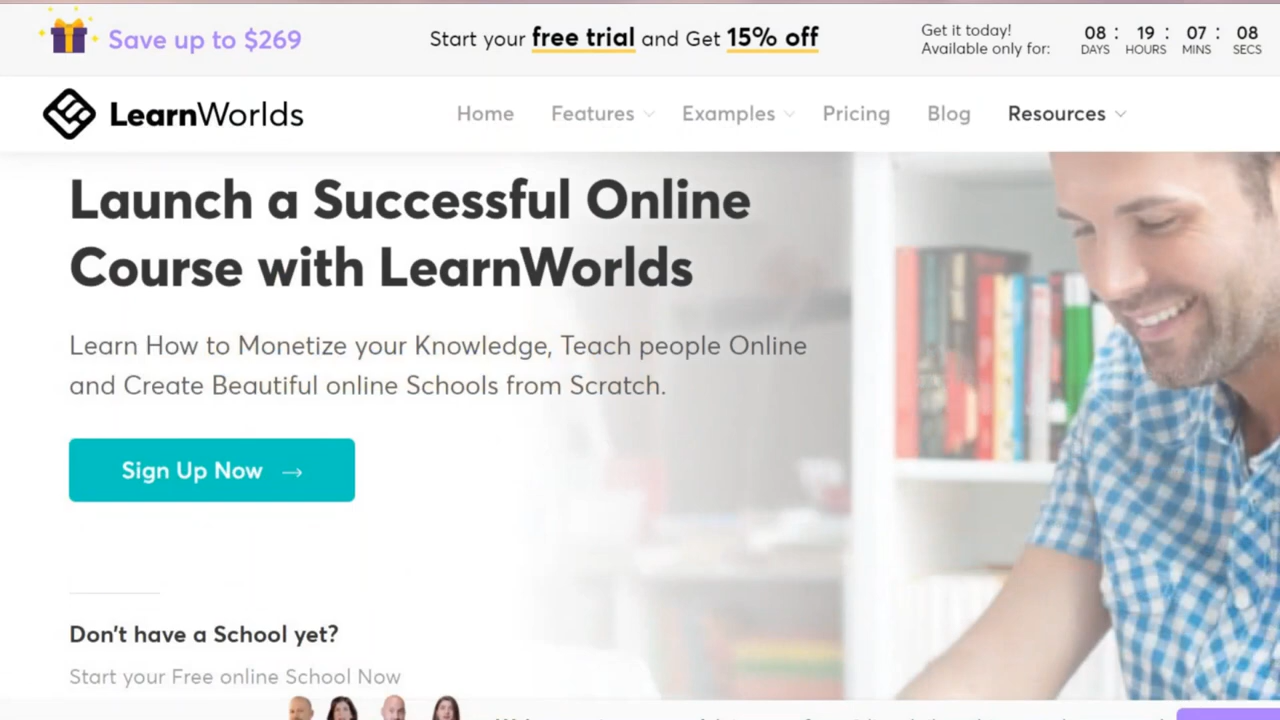 Save up to $269
Start your free trial and Get 15% off
Get it today!
Available only for:
08 : 19 : 07 : 08
DAYS HOURS MINS SECS
LearnWorlds
Home Features Examples Pricing Blog Resources
Launch a Successful Online
Course with LearnWorlds
Learn How to Monetize your Knowledge, Teach people Online
and Create Beautiful online Schools from Scratch.
Sign Up Now →
Don't have a School yet?
Start your Free online School Now